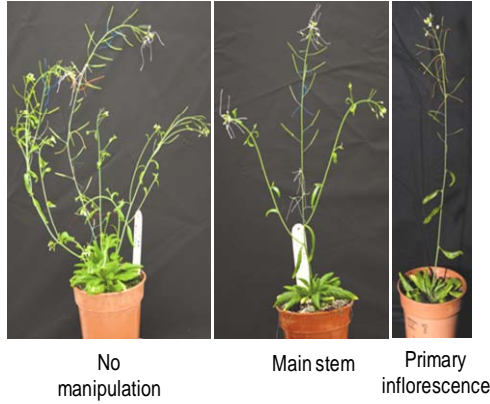 No
manipulation
Main stem
Primary
inflorescence